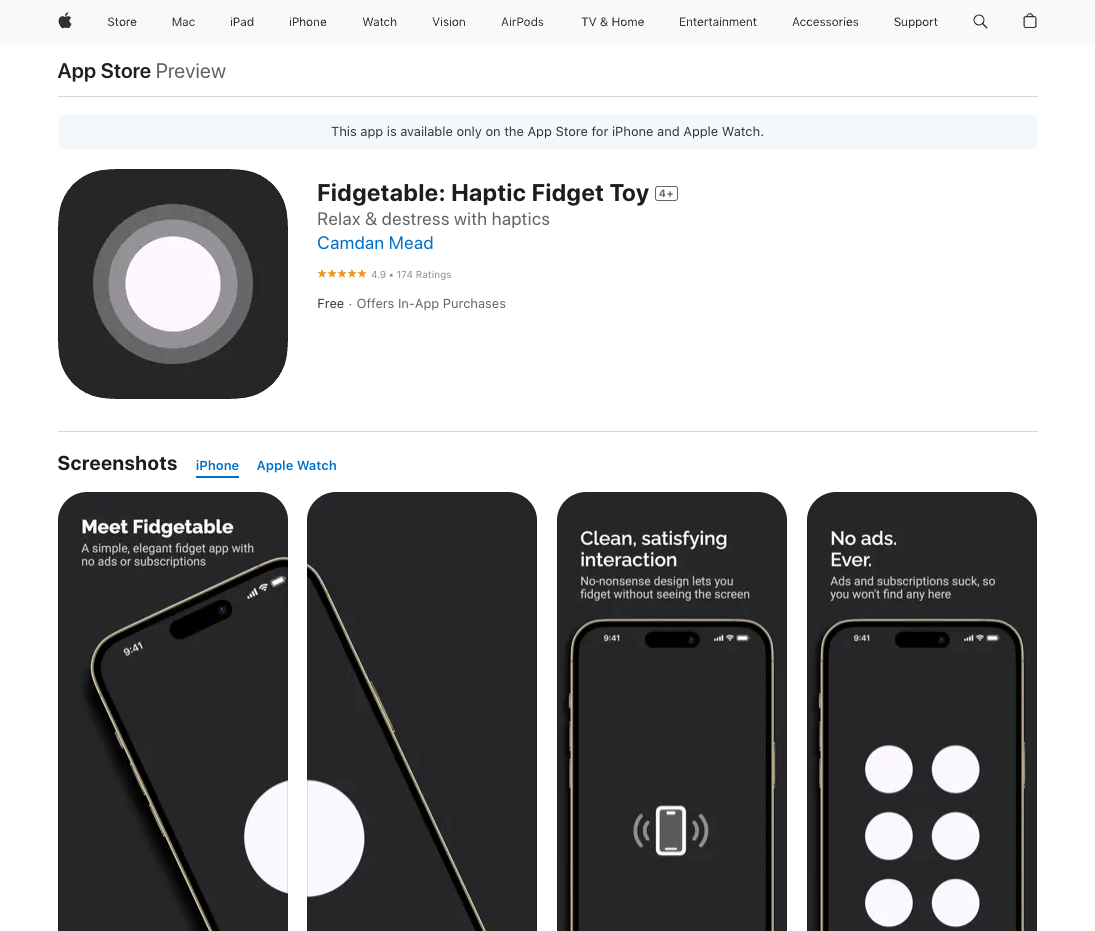 Store Mac iPad iPhone Watch Vision AirPods TV & Home Entertainment Accessories Support
App Store Preview
This app is available only on the App Store for iPhone and Apple Watch.
Fidgetable: Haptic Fidget Toy 4+
Relax & destress with haptics
Camdan Mead
4.9 • 174 Ratings
Free · Offers In-App Purchases
Screenshots iPhone Apple Watch
Meet Fidgetable
A simple, elegant fidget app with
no ads or subscriptions
9:41
Clean, satisfying
interaction
No-nonsense design lets you
fidget without seeing the screen
9:41
No ads.
Ever.
Ads and subscriptions suck, so
you won't find any here
9:41